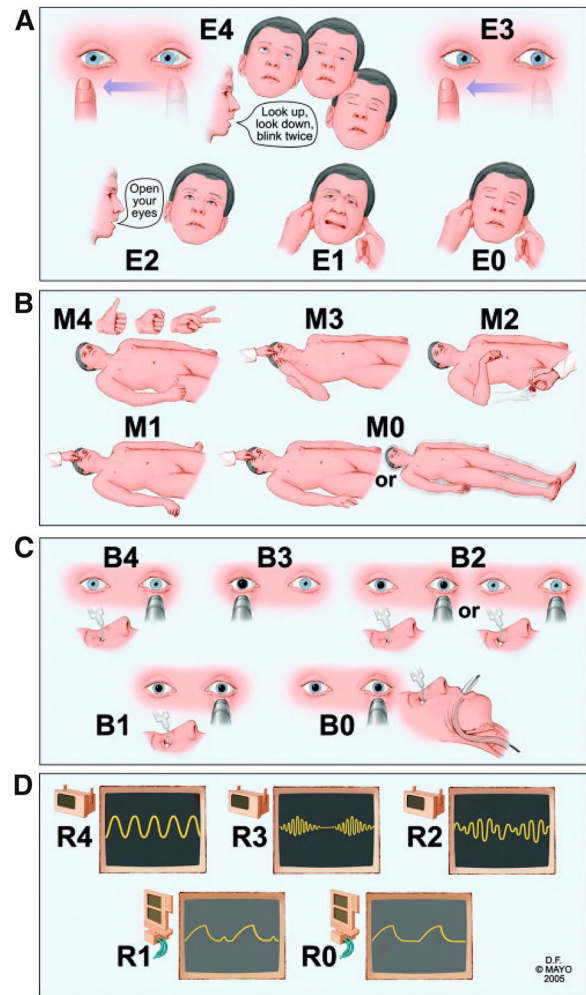 A
E4
E3
Look up,
look down,
blink twice
Open
your
eyes
E2
E1
E0
B
M4
M3
M2
M1
M0
or
C
B4
B3
B2
or
B1
B0
D
R4
R3
R2
R1
R0
D.F.
© MAYO
2005